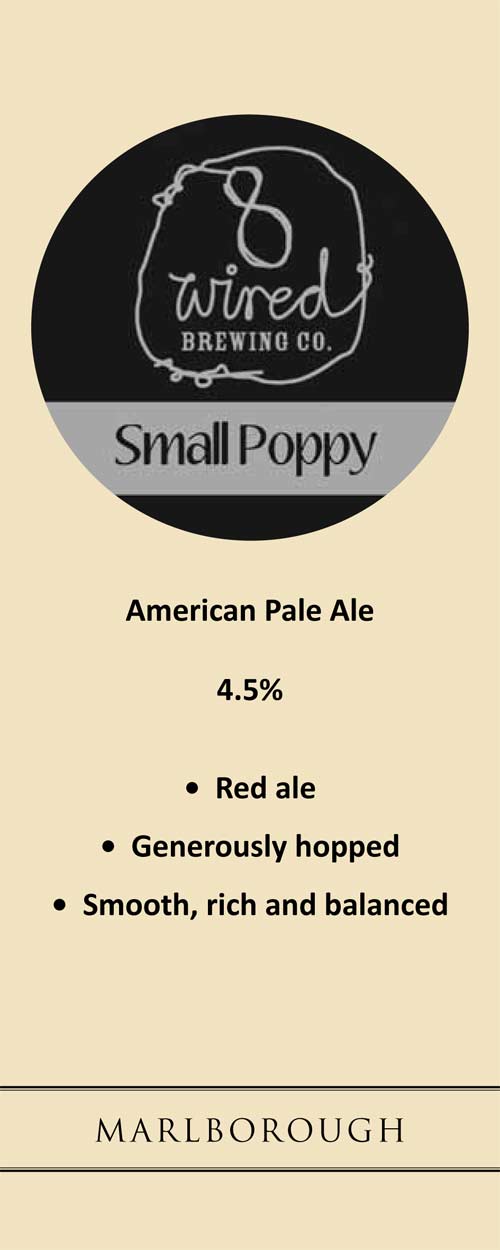 8
wired
BREWING CO.
Small Poppy
American Pale Ale
4.5%
• Red ale
• Generously hopped
• Smooth, rich and balanced
MARLBOROUGH